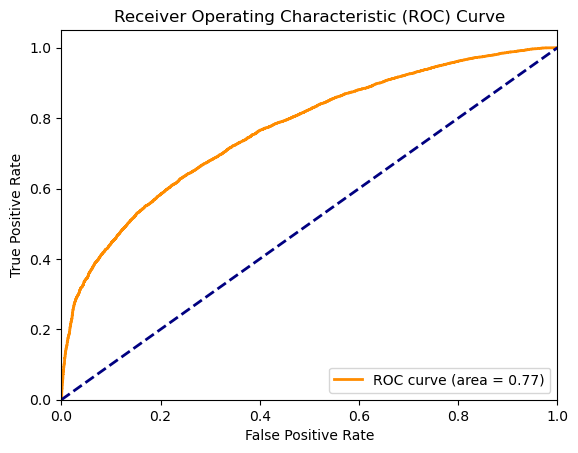 Receiver Operating Characteristic (ROC) Curve
1.0
0.8
0.6
0.4
0.2
0.0
True Positive Rate
ROC curve (area = 0.77)
0.0 0.2 0.4 0.6 0.8 1.0
False Positive Rate